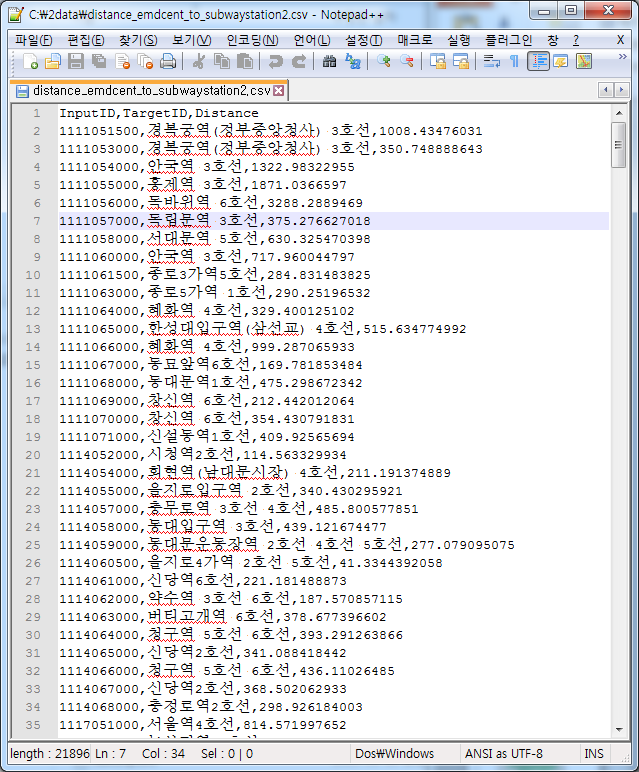 C:\2data\distance_emdcent_to_subwaystation2.csv - Notepad++
파일(F) 편집(E) 찾기(S) 보기(V) 인코딩(N) 언어(L) 설정(T) 매크로 실행 플러그인 창 ? X
distance_emdcent_to_subwaystation2,csv
1 InputID,TargetID,Distance
2 1111051500,경복궁역(정부중앙청사) 3호선,1008.43476031
3 1111053000,경복궁역(정부중앙청사) 3호선,350.748888643
4 1111054000,안국역 3호선,1322.98322955
5 1111055000,홍제역 3호선,1871.0366597
6 1111056000,독바위역 6호선,3288.2889469
7 1111057000,독립문역 3호선,375.276627018
8 1111058000,서대문역 5호선,630.325470398
9 1111060000,안국역 3호선,717.960044797
10 1111061500,종로3가역5호선,284.831483825
11 1111063000,종로5가역 1호선,290.25196532
12 1111064000,혜화역 4호선,329.400125102
13 1111065000,한성대입구역(삼선교) 4호선,515.634774992
14 1111066000,혜화역 4호선,999.287065933
15 1111067000,동묘앞역6호선,169.781853484
16 1111068000,동대문역1호선,475.298672342
17 1111069000,창신역 6호선,212.442012064
18 1111070000,창신역 6호선,354.430791831
19 1111071000,신설동역1호선,409.92565694
20 1114052000,시청역2호선,114.563329934
21 1114054000,회현역(남대문시장) 4호선,211.191374889
22 1114055000,을지로입구역 2호선,340.430295921
23 1114057000,충무로역 3호선 4호선,485.800577851
24 1114058000,동대입구역 3호선,439.121674477
25 1114059000,동대문운동장역 2호선 4호선 5호선,277.079095075
26 1114060500,을지로4가역 2호선 5호선,41.3344392058
27 1114061000,신당역6호선,221.181488873
28 1114062000,약수역 3호선 6호선,187.570857115
29 1114063000,버티고개역 6호선,378.677396602
30 1114064000,청구역 5호선 6호선,393.291263866
31 1114065000,신당역2호선,341.088418442
32 1114066000,청구역 5호선 6호선,436.11026485
33 1114067000,신당역2호선,368.502062933
34 1114068000,충정로역2호선,298.926184003
35 1117051000,서울역4호선,814.571997652
length : 21896 Ln : 7 Col : 34 Sel : 0 | 0 Dos\Windows ANSI as UTF-8 INS